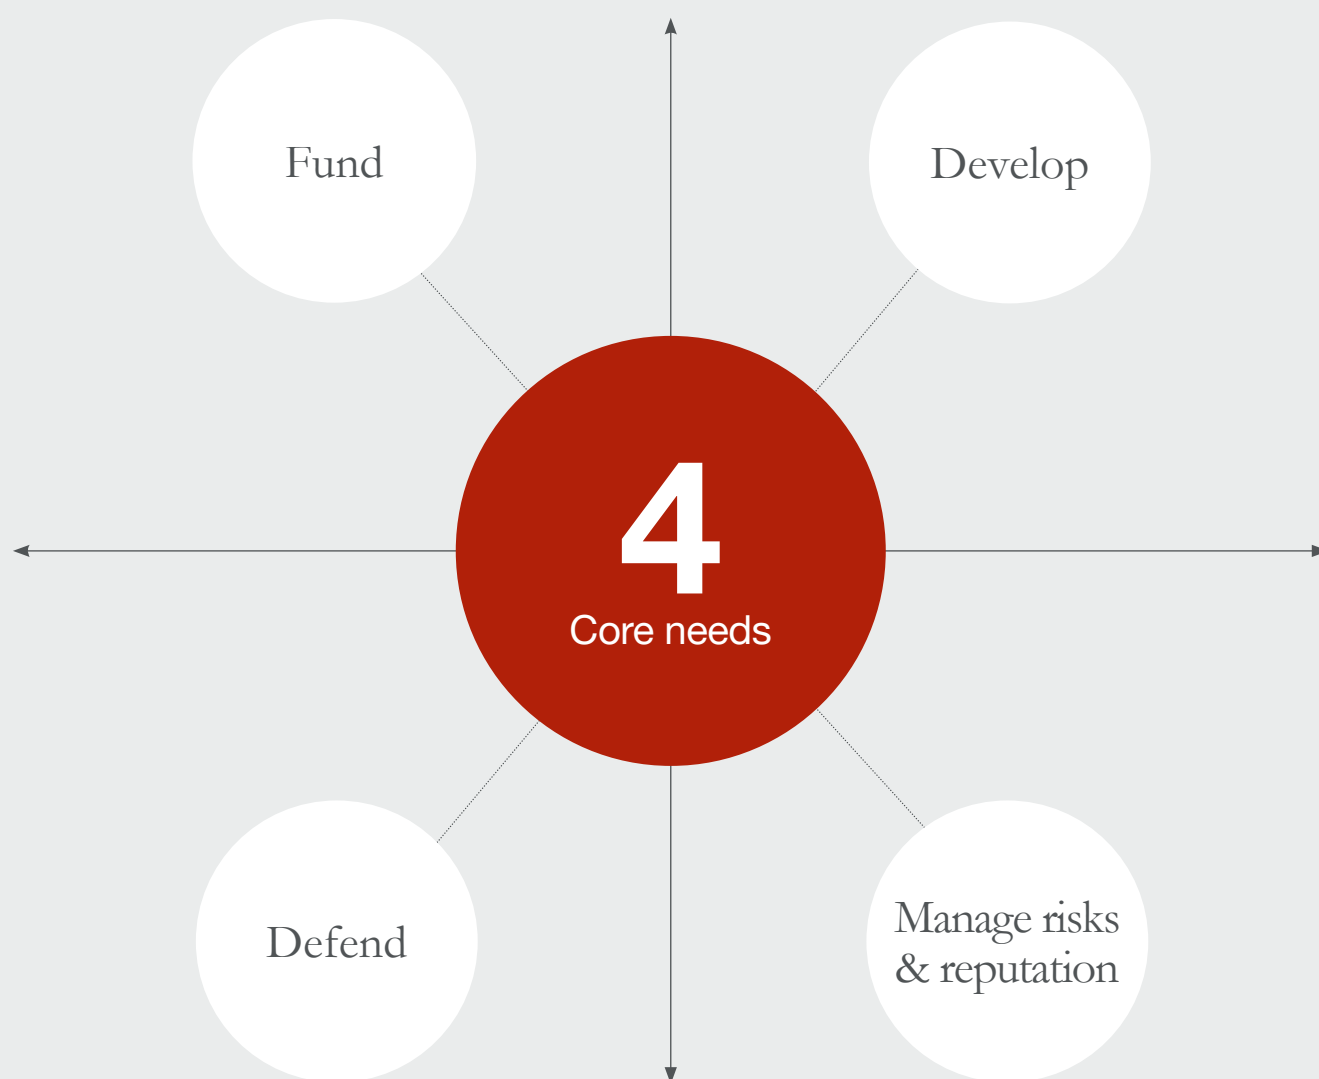 Fund
Develop
4
Core needs
Defend
Manage risks
& reputation